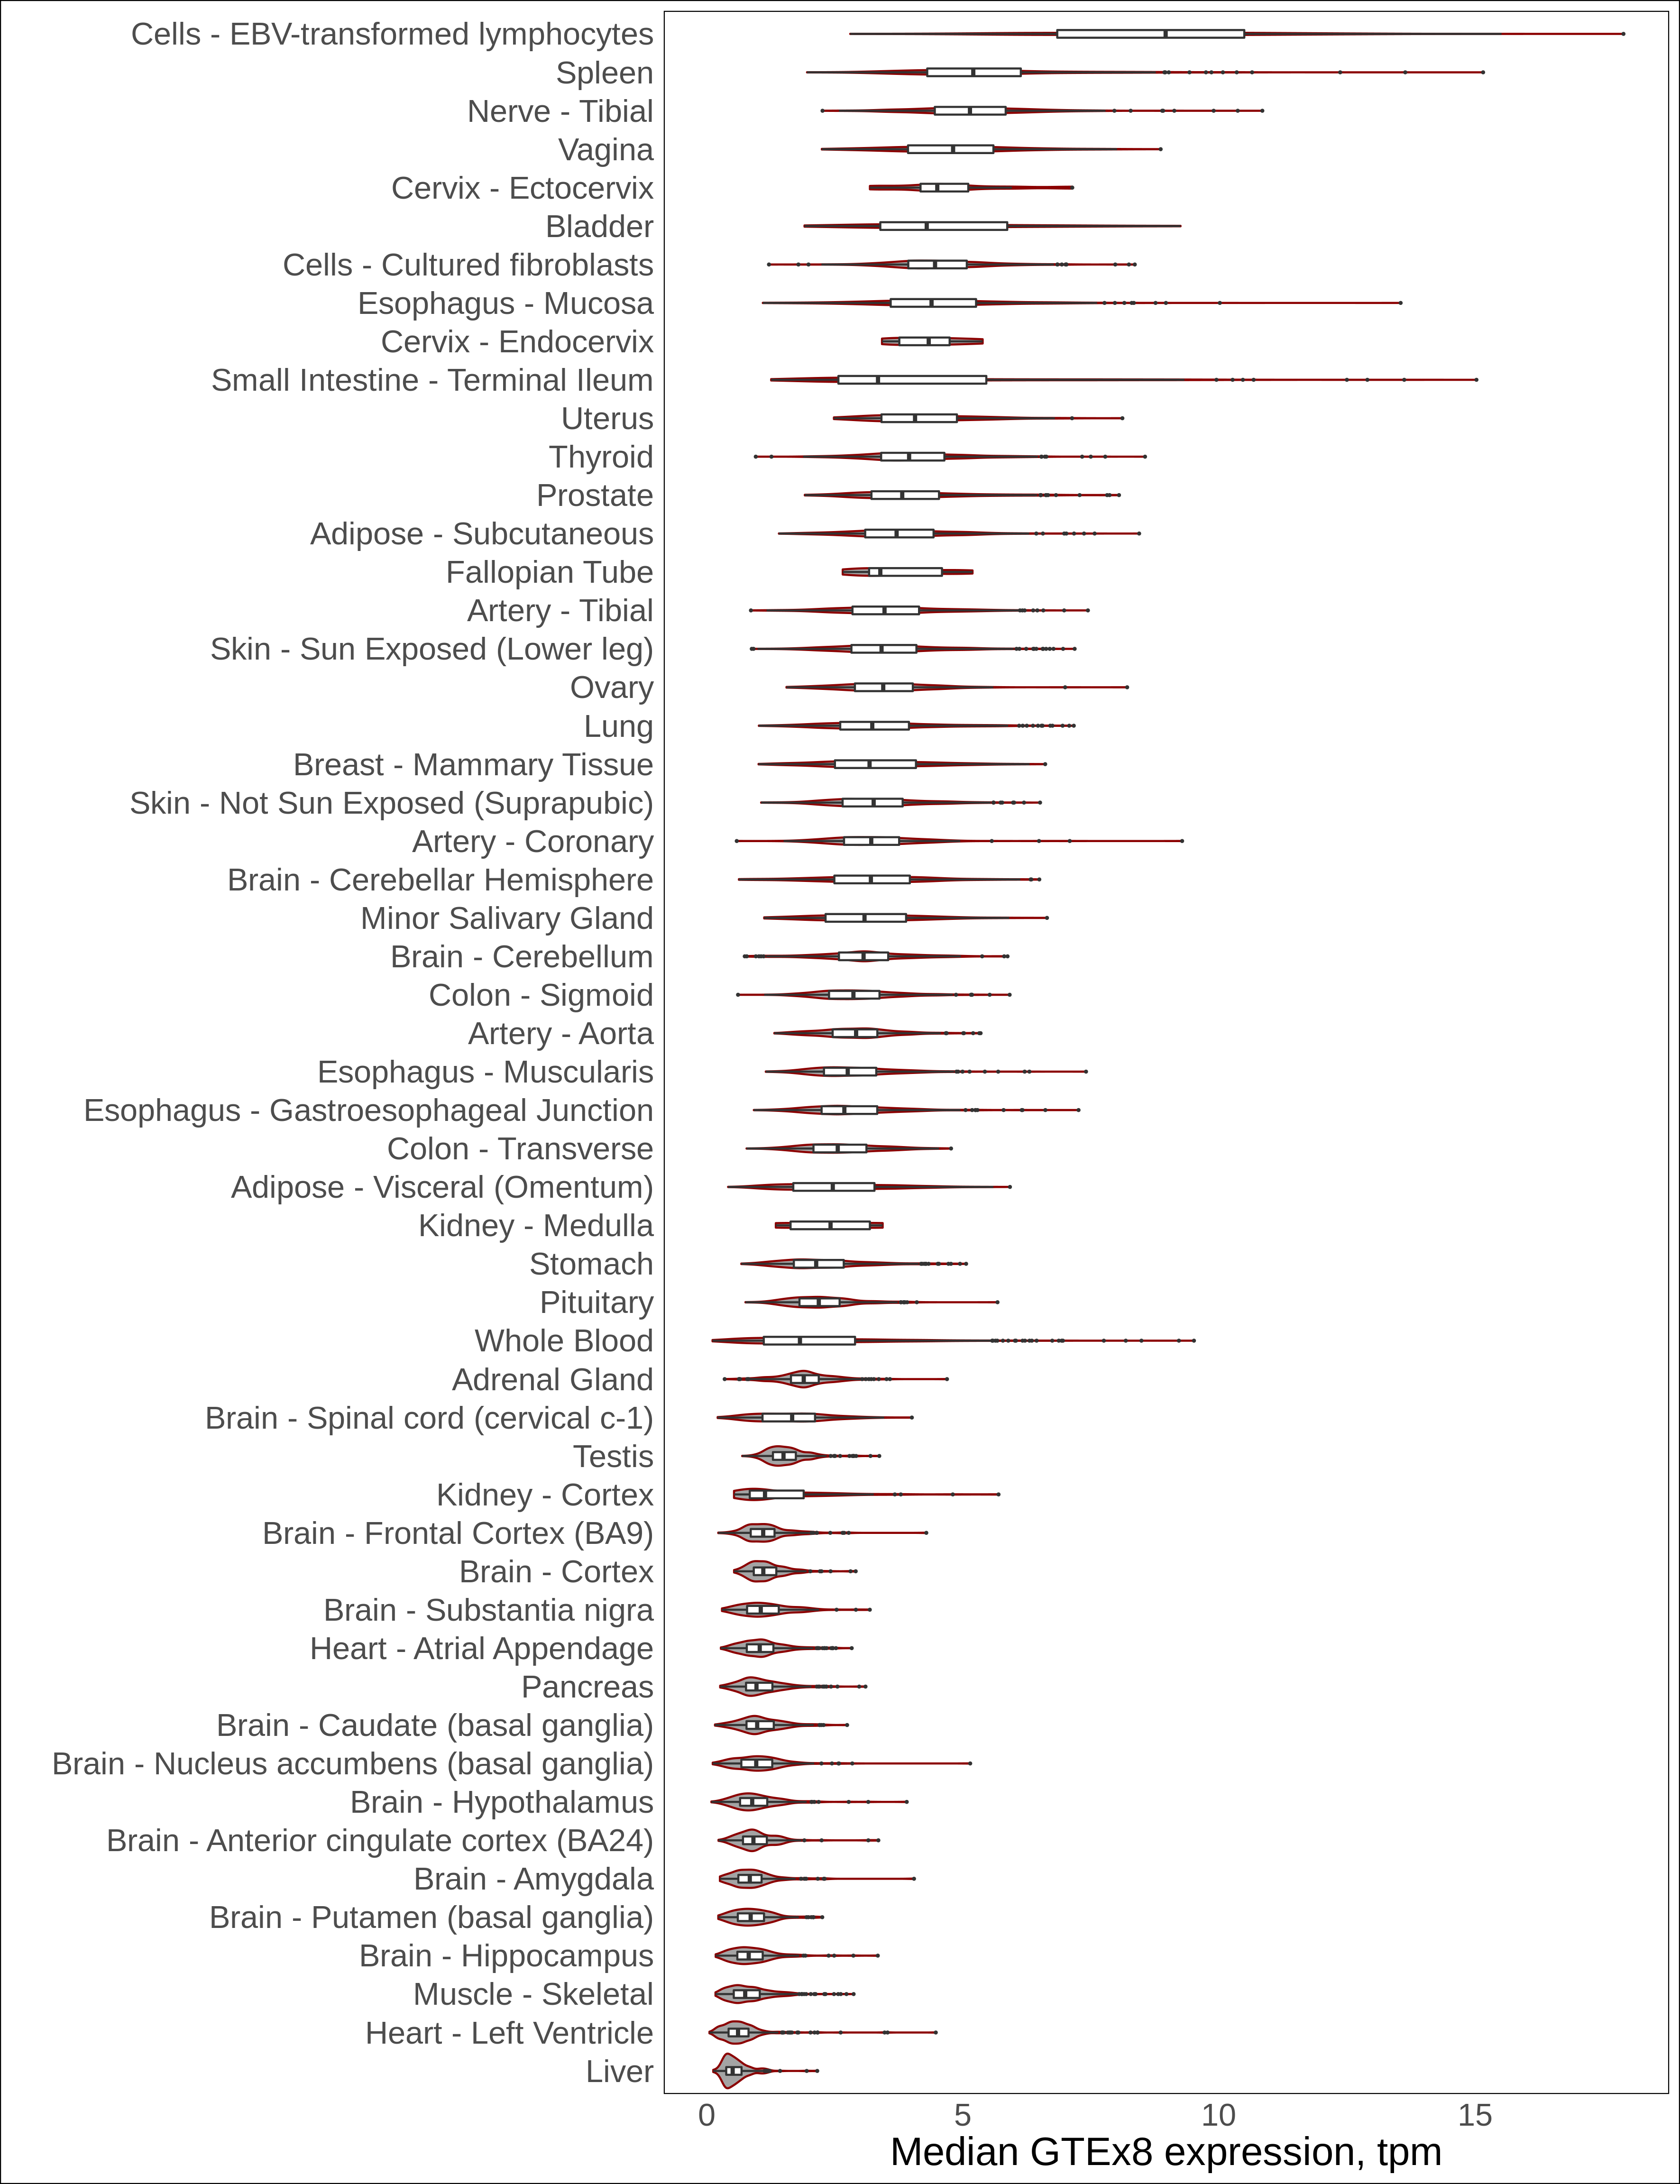 Cells - EBV-transformed lymphocytes
Spleen
Nerve - Tibial
Vagina
Cervix - Ectocervix
Bladder
Cells - Cultured fibroblasts
Esophagus - Mucosa
Cervix - Endocervix
Small Intestine - Terminal Ileum
Uterus
Thyroid
Prostate
Adipose - Subcutaneous
Fallopian Tube
Artery - Tibial
Skin - Sun Exposed (Lower leg)
Ovary
Lung
Breast - Mammary Tissue
Skin - Not Sun Exposed (Suprapubic)
Artery - Coronary
Brain - Cerebellar Hemisphere
Minor Salivary Gland
Brain - Cerebellum
Colon - Sigmoid
Artery - Aorta
Esophagus - Muscularis
Esophagus - Gastroesophageal Junction
Colon - Transverse
Adipose - Visceral (Omentum)
Kidney - Medulla
Stomach
Pituitary
Whole Blood
Adrenal Gland
Brain - Spinal cord (cervical c-1)
Testis
Kidney - Cortex
Brain - Frontal Cortex (BA9)
Brain - Cortex
Brain - Substantia nigra
Heart - Atrial Appendage
Pancreas
Brain - Caudate (basal ganglia)
Brain - Nucleus accumbens (basal ganglia)
Brain - Hypothalamus
Brain - Anterior cingulate cortex (BA24)
Brain - Amygdala
Brain - Putamen (basal ganglia)
Brain - Hippocampus
Muscle - Skeletal
Heart - Left Ventricle
Liver
0 5 10 15
Median GTEx8 expression, tpm